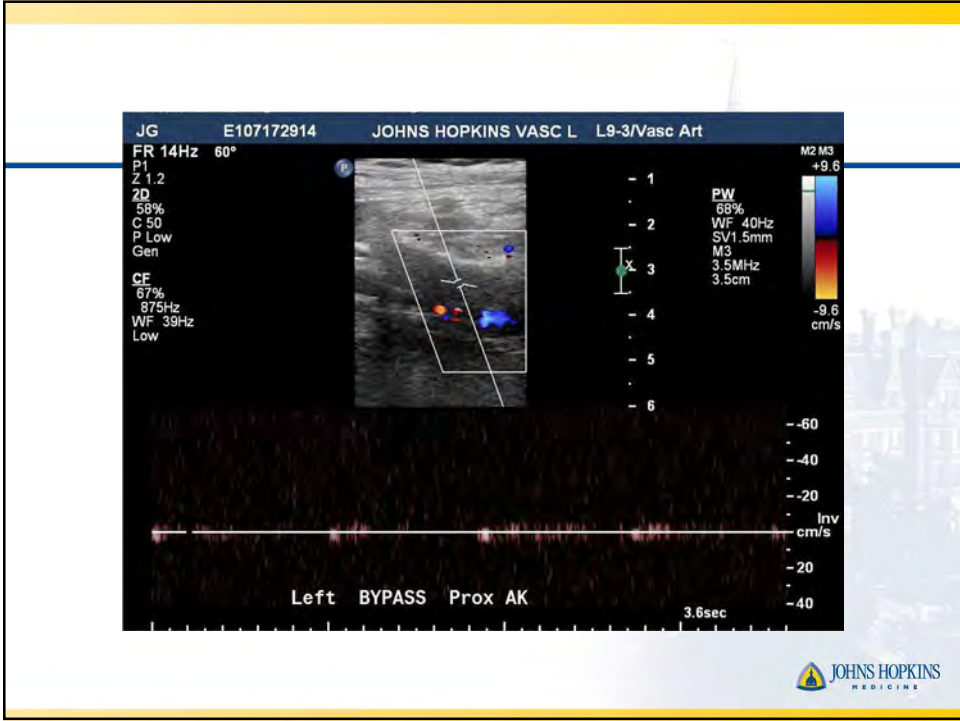 JG E107172914 JOHNS HOPKINS VASC L L9-3/Vasc Art
FR 14Hz 60°
P1
Z 1.2
2D
58%
C 50
P Low
Gen
CF
67%
875Hz
WF 39Hz
Low
P
1
2
x
3
4
5
6
PW
68%
WF 40Hz
SV1.5mm
M3
3.5MHz
3.5cm
M2 M3
+9.6
-9.6
cm/s
-60
-40
-20
Inv
cm/s
20
40
Left BYPASS Prox AK
3.6sec
JOHNS HOPKINS
MEDICINE